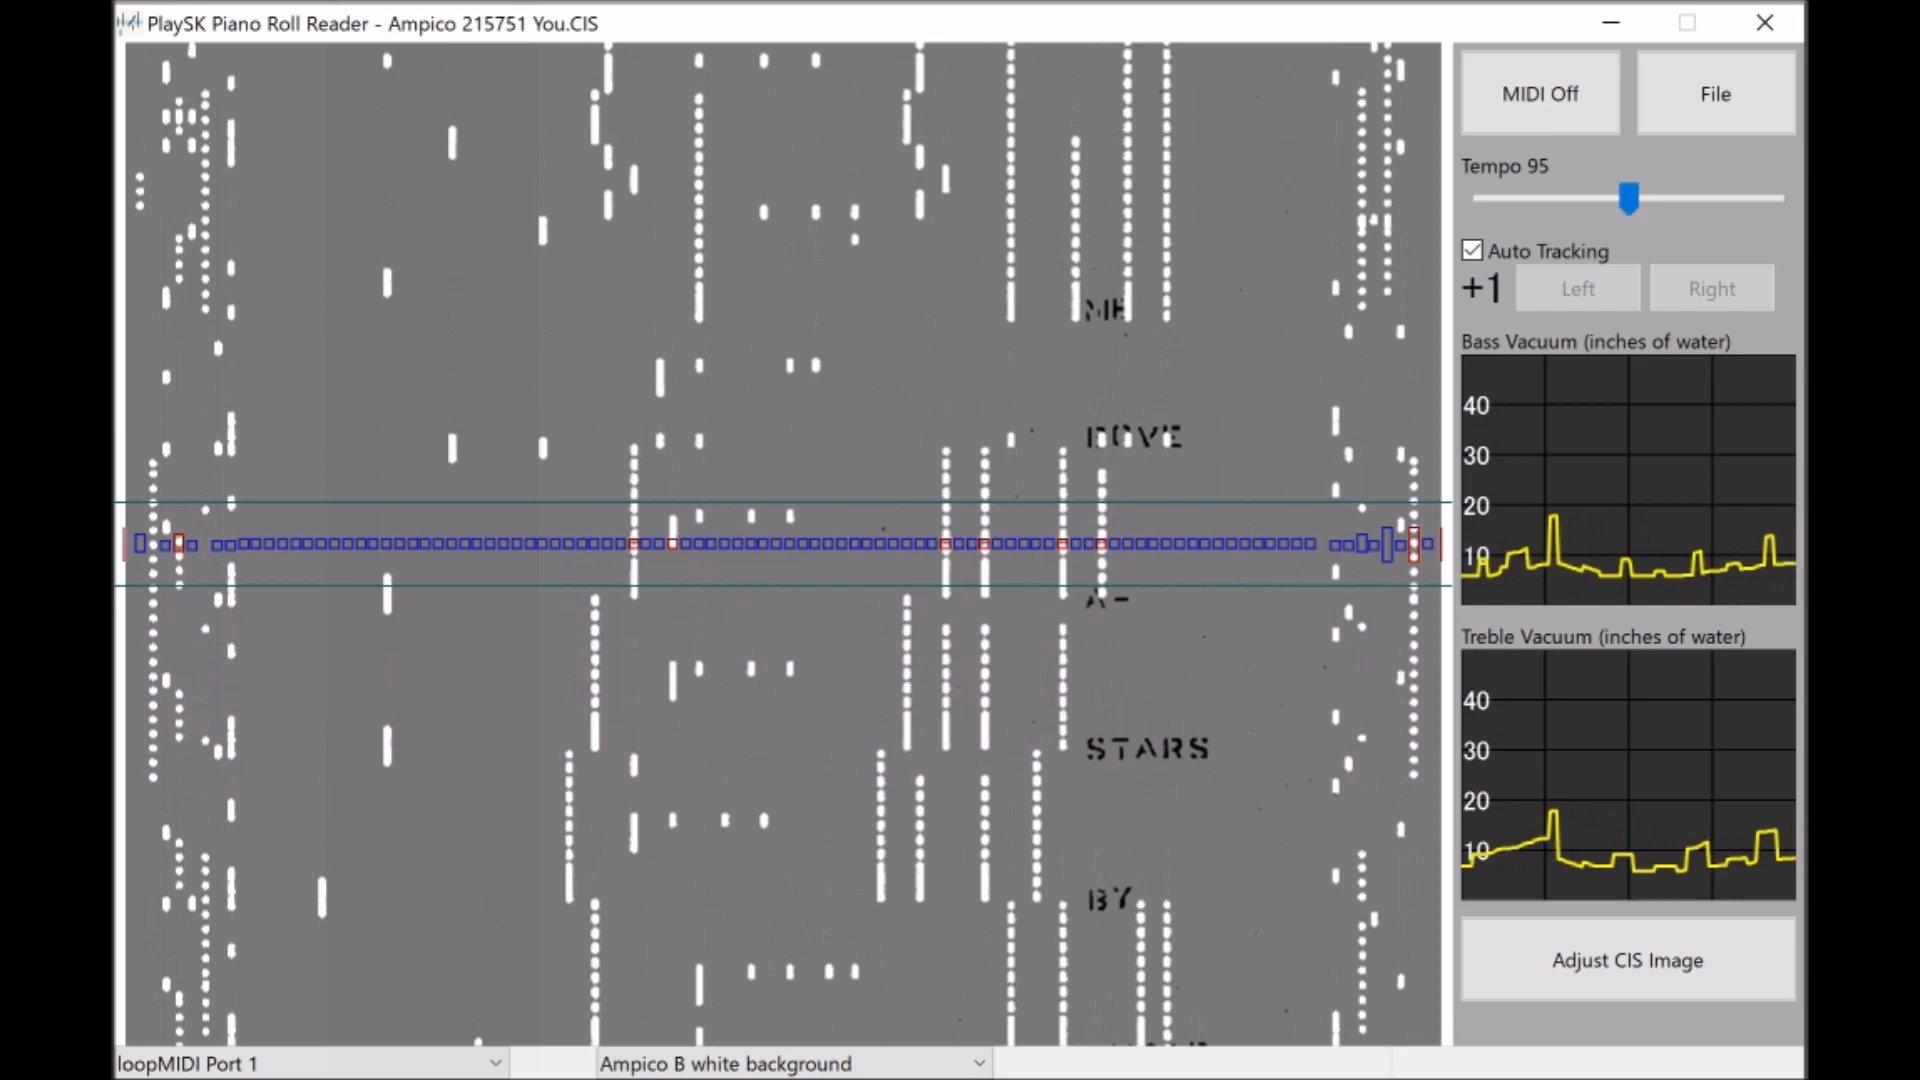 PlaySK Piano Roll Reader - Ampico 215751 You.CIS
MIDI Off
File
Tempo 95
Auto Tracking
+1
Left
Right
Bass Vacuum (inches of water)
40
30
20
10
Treble Vacuum (inches of water)
40
30
20
10
Adjust CIS Image
ME
BOVE
A-
STARS
BY
loopMIDI Port 1
Ampico B white background